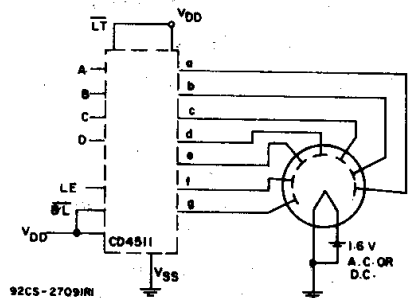 LT
VDD
A
B
C
D
LE
BL
VDD
CD4511
VSS
a
b
c
d
e
f
g
1.6 V
A.C. OR
D.C.
92CS-27091R1